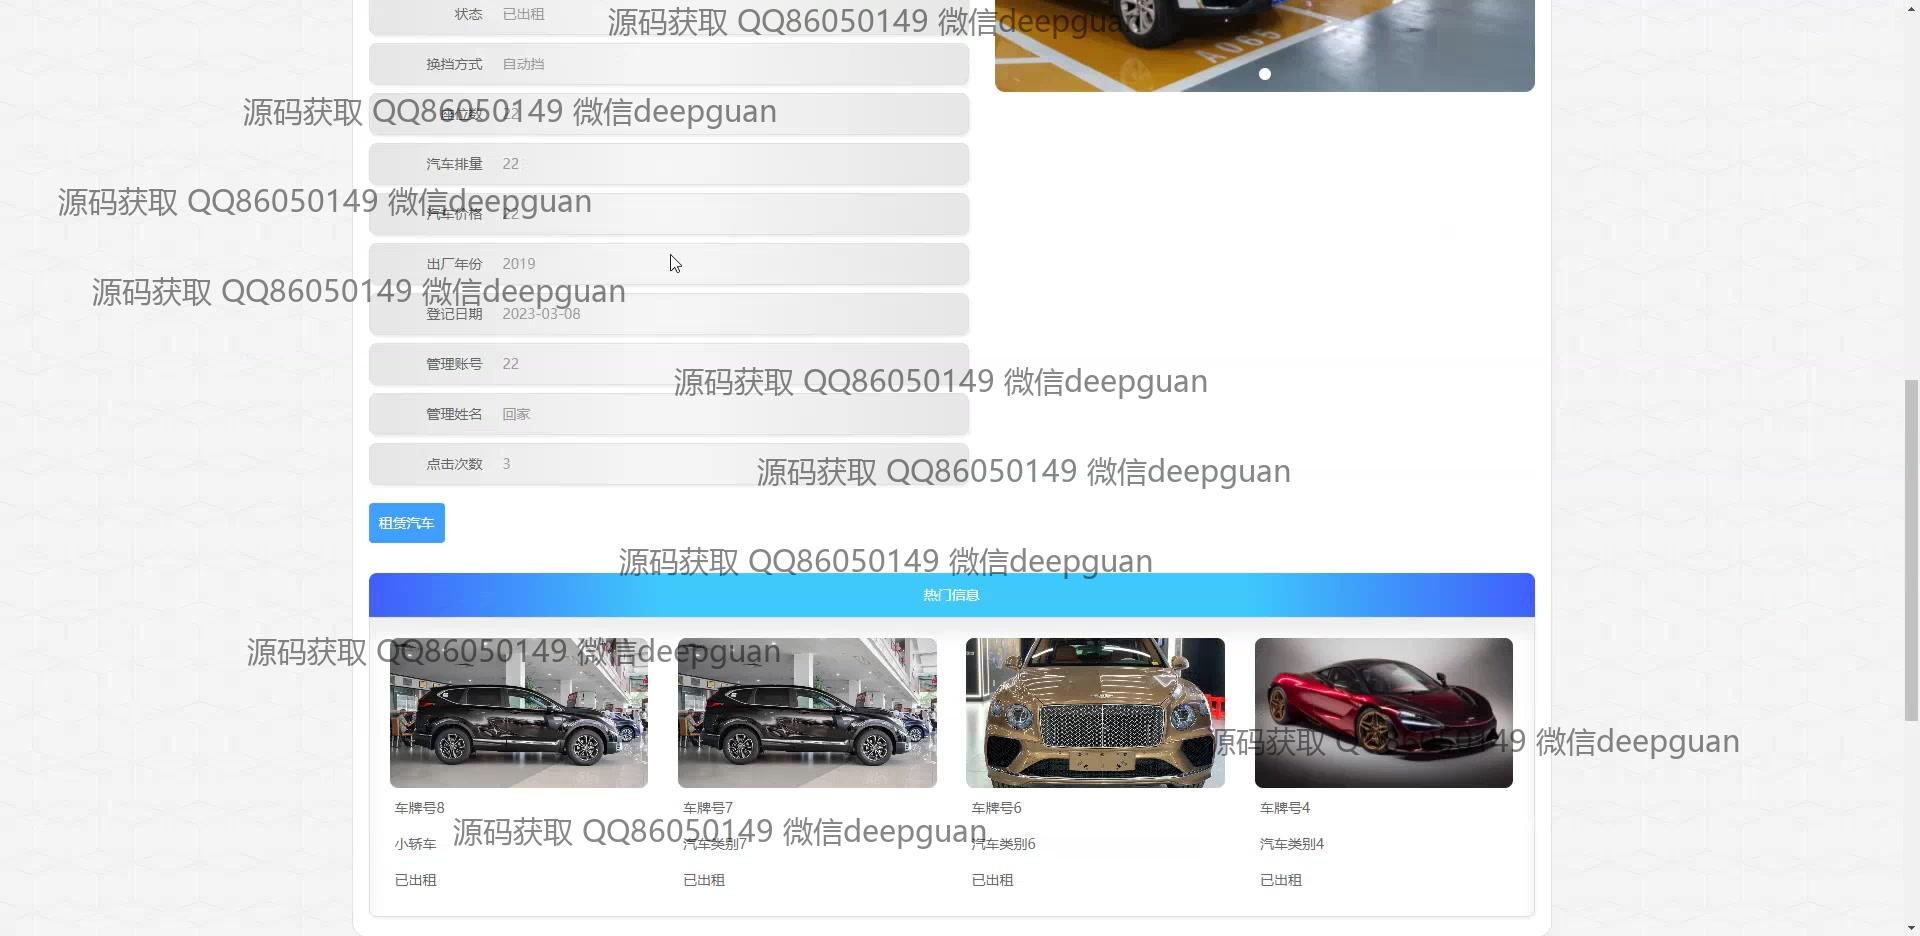 状态 已出租
源码获取 QQ86050149 微信deepguan
A065
换挡方式 自动挡
源码获取 QQ86050149 微信deepguan
座位数 22
汽车排量 22
源码获取 QQ86050149 微信deepguan
汽车价格 22
出厂年份 2019
源码获取 QQ86050149 微信deepguan
登记日期 2023-03-08
管理账号 22
源码获取 QQ86050149 微信deepguan
管理姓名 回家
点击次数 3
源码获取 QQ86050149 微信deepguan
租赁汽车
源码获取 QQ86050149 微信deepguan
热门信息
源码获取 QQ86050149 微信deepguan
源码获取 QQ86050149 微信deepguan
车牌号8
车牌号7
车牌号6
车牌号4
源码获取 QQ86050149 微信deepguan
小轿车
汽车类别7
汽车类别6
汽车类别4
已出租
已出租
已出租
已出租